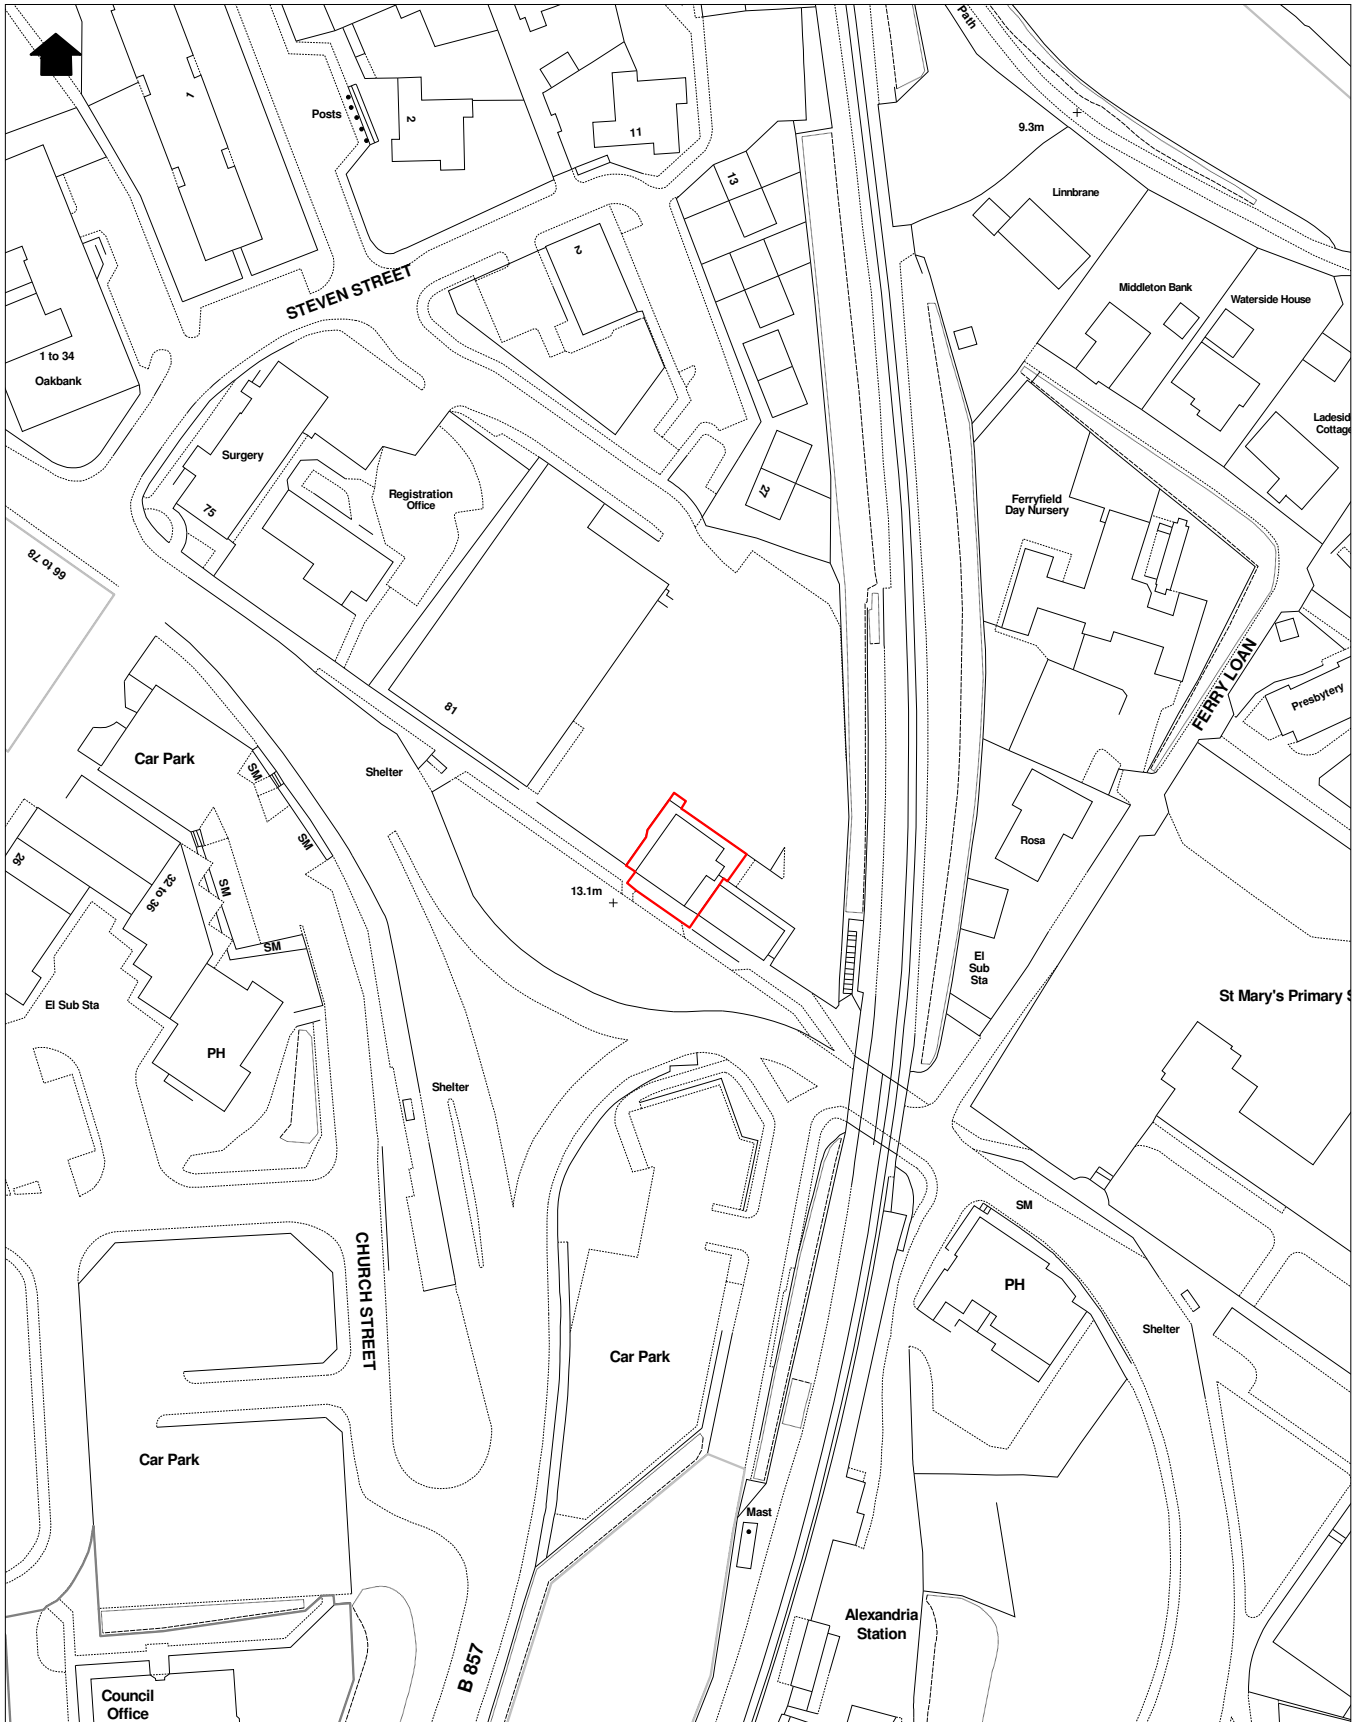 Path
1
Posts
2
11
9.3m
13
Linnbrane
2
STEVEN STREET
Middleton Bank
Waterside House
1 to 34
Oakbank
Ladesid
Cottage
Surgery
Registration
Office
75
27
Ferryfield
Day Nursery
66 to 78
FERRY LOAN
Presbytery
81
Car Park
Shelter
SM
SM
Rosa
26
32 to 36
SM
13.1m
SM
El
Sub
Sta
El Sub Sta
St Mary's Primary S
PH
Shelter
SM
CHURCH STREET
PH
Shelter
Car Park
Car Park
Mast
Alexandria
Station
B 857
Council
Office